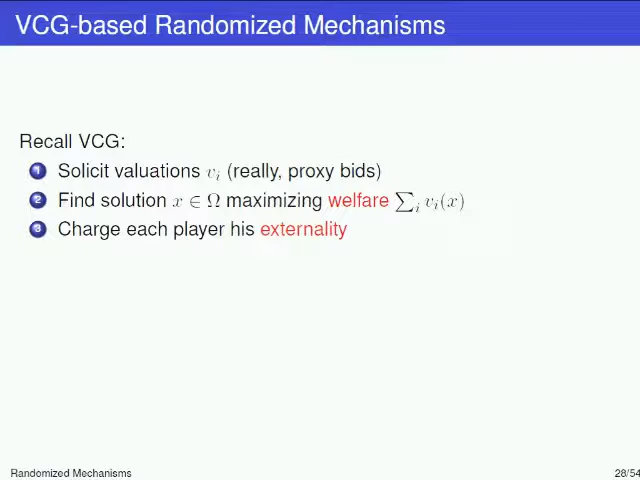 VCG-based Randomized Mechanisms
Recall VCG:
1 Solicit valuations v_i (really, proxy bids)
2 Find solution x ∈ Ω maximizing welfare ∑_i v_i(x)
3 Charge each player his externality
Randomized Mechanisms 28/54